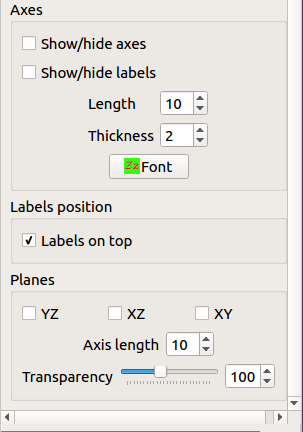 Axes
Show/hide axes
Show/hide labels
Length 10
Thickness 2
Zz Font
Labels position
Labels on top
Planes
YZ XZ XY
Axis length 10
Transparency 100